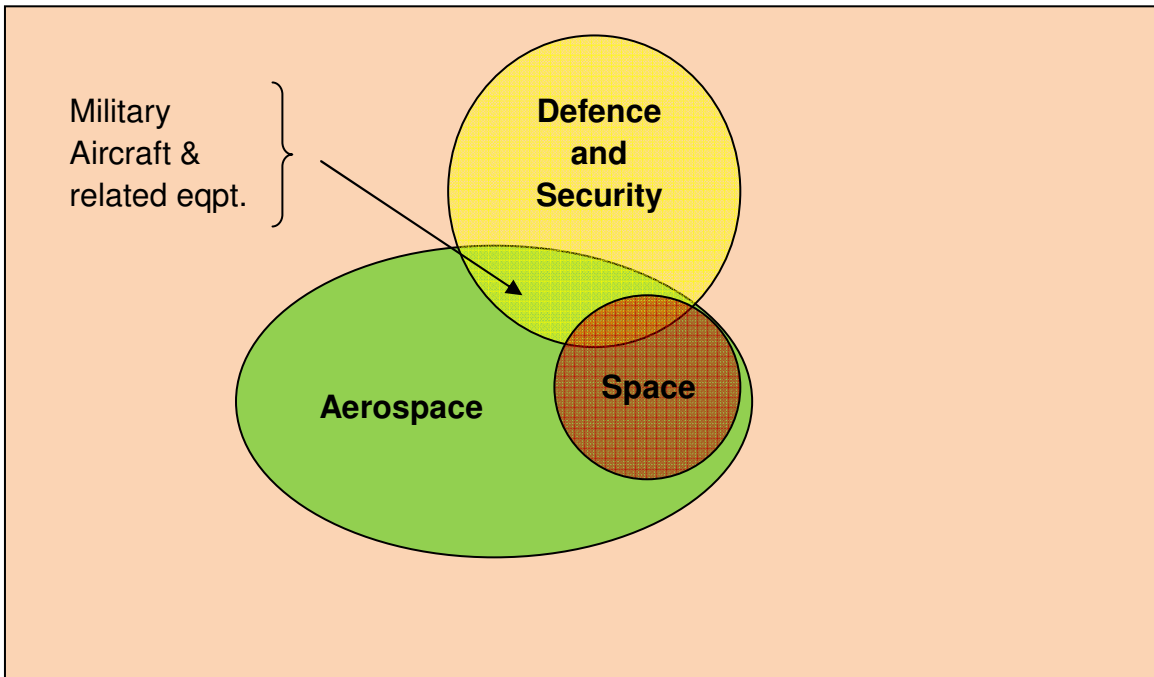 Military
Aircraft &
related eqpt.
Defence
and
Security
Aerospace
Space